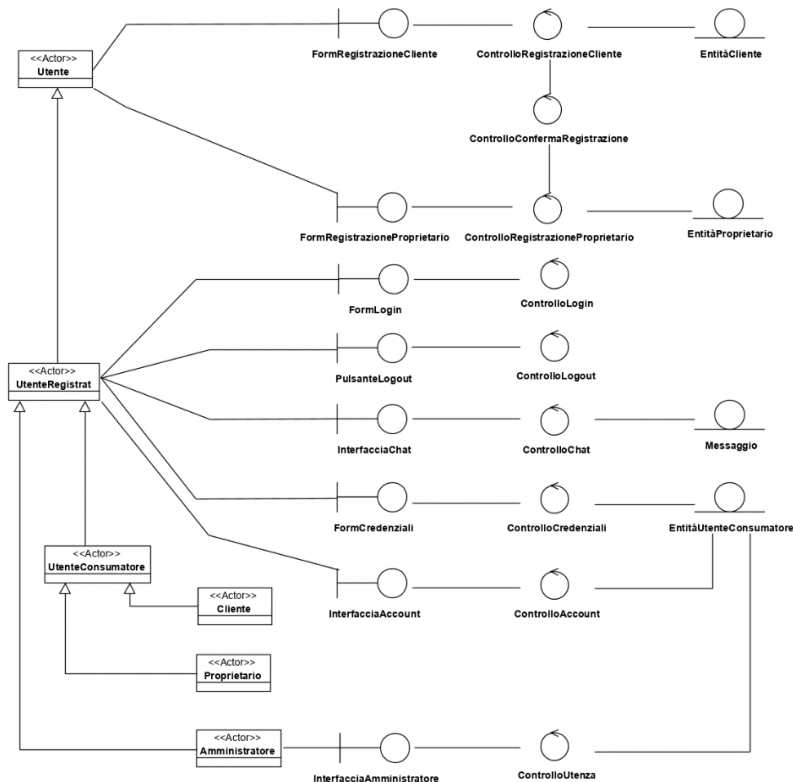 <<Actor>>
Utente
FormRegistrazioneCliente
ControlloRegistrazioneCliente
EntitàCliente
ControlloConfermaRegistrazione
FormRegistrazioneProprietario
ControlloRegistrazioneProprietario
EntitàProprietario
FormLogin
ControlloLogin
<<Actor>>
UtenteRegistrat
PulsanteLogout
ControlloLogout
InterfacciaChat
ControlloChat
Messaggio
FormCredenziali
ControlloCredenziali
EntitàUtenteConsumatore
<<Actor>>
UtenteConsumatore
InterfacciaAccount
ControlloAccount
<<Actor>>
Cliente
<<Actor>>
Proprietario
<<Actor>>
Amministratore
InterfacciaAmministratore
ControlloUtenza